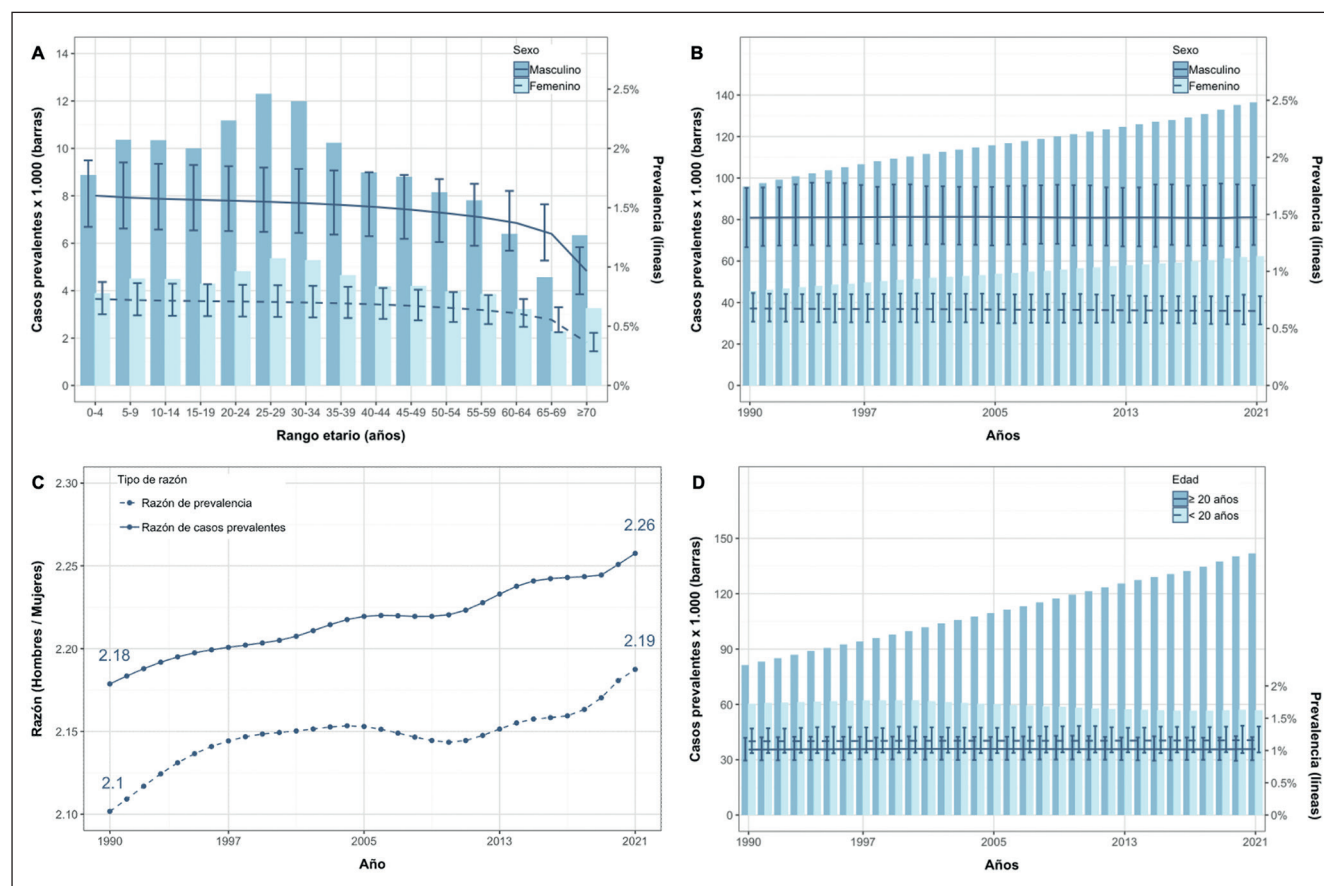 A
Sexo
Masculino
Femenino
Casos prevalentes x 1.000 (barras)
14
12
10
8
6
4
2
0
Prevalencia (líneas)
2.5%
2%
1.5%
1%
0.5%
0%
0-4 5-9 10-14 15-19 20-24 25-29 30-34 35-39 40-44 45-49 50-54 55-59 60-64 65-69 ≥70
Rango etario (años)
B
Sexo
Masculino
Femenino
Casos prevalentes x 1.000 (barras)
160
140
120
100
80
60
40
20
0
Prevalencia (líneas)
2.5%
2%
1.5%
1%
0.5%
0%
1990 1997 2005 2013 2021
Años
C
Tipo de razón
Razón de prevalencia
Razón de casos prevalentes
Razón (Hombres / Mujeres)
2.30
2.25
2.20
2.15
2.10
2.18
2.1
2.26
2.19
1990 1997 2005 2013 2021
Año
D
Edad
≥ 20 años
< 20 años
Casos prevalentes x 1.000 (barras)
150
120
90
60
30
0
Prevalencia (líneas)
2%
1.5%
1%
0.5%
0%
1990 1997 2005 2013 2021
Años